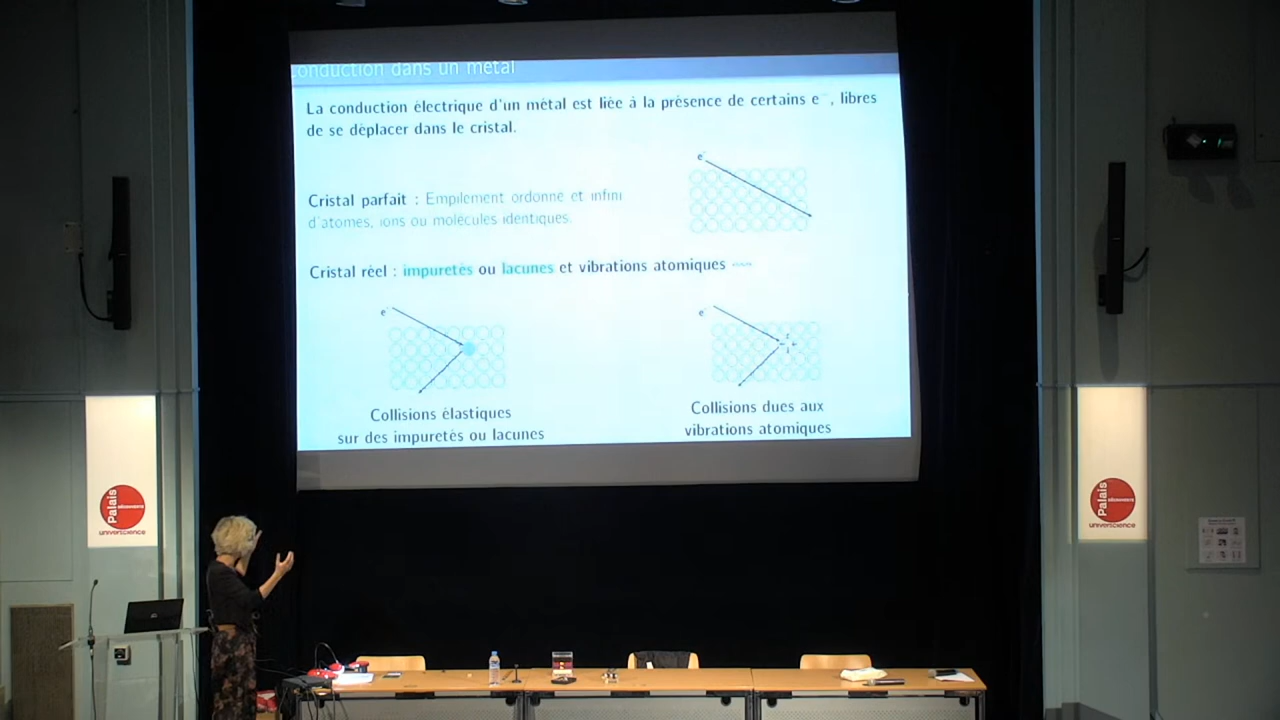 conduction dans un métal
La conduction électrique d'un métal est liée à la présence de certains e⁻, libres
de se déplacer dans le cristal.
e⁻
Cristal parfait : Empilement ordonné et infini
d'atomes, ions ou molécules identiques.
Cristal réel : impuretés ou lacunes et vibrations atomiques
e⁻
e⁻
Collisions élastiques
sur des impuretés ou lacunes
Collisions dues aux
vibrations atomiques
Palais
universcience
Palais
universcience